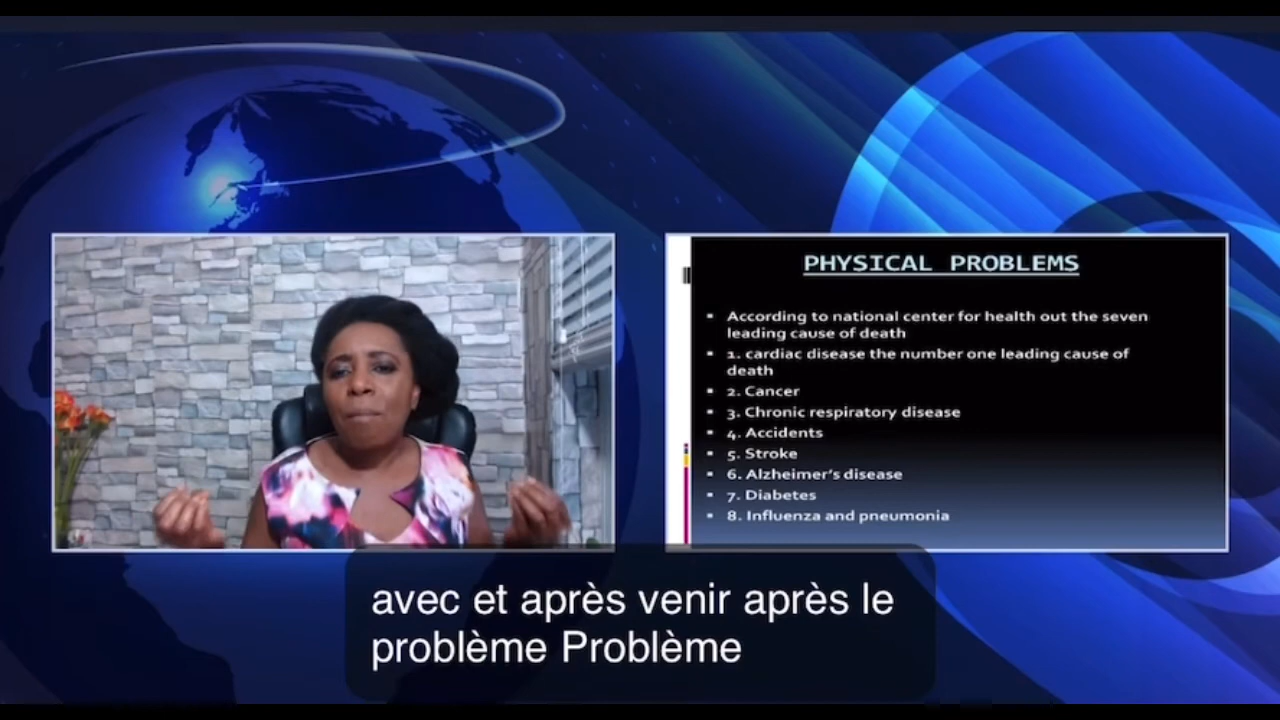 PHYSICAL PROBLEMS
▪ According to national center for health out the seven
leading cause of death
▪ 1. cardiac disease the number one leading cause of
death
▪ 2. Cancer
▪ 3. Chronic respiratory disease
▪ 4. Accidents
▪ 5. Stroke
▪ 6. Alzheimer's disease
▪ 7. Diabetes
▪ 8. Influenza and pneumonia
avec et après venir après le
problème Problème